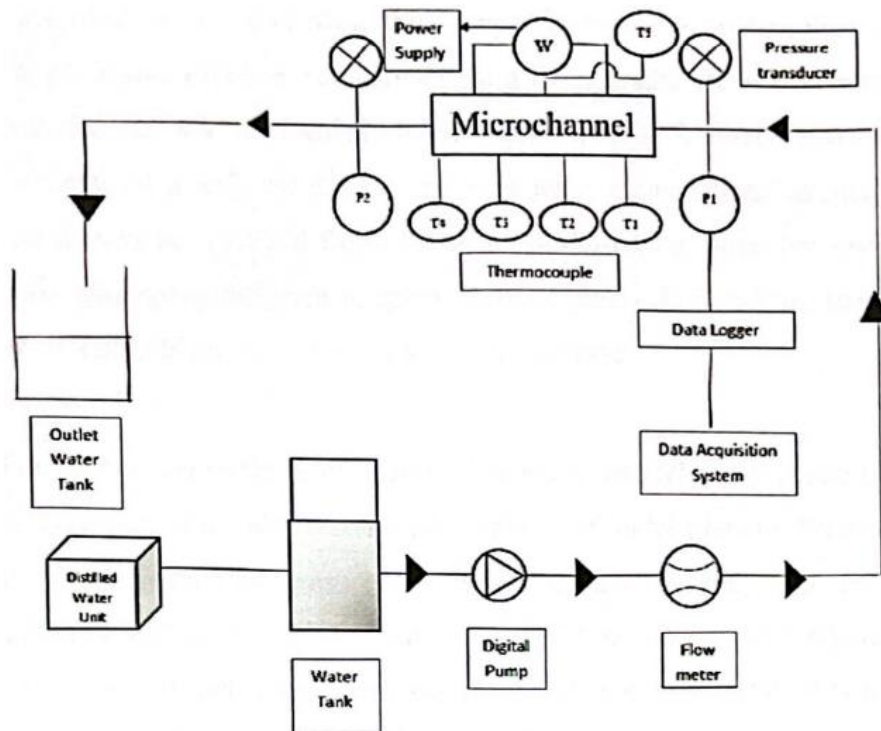 Power
Supply
W
T5
Pressure
transducer
Microchannel
P2
T4
T3
T2
T1
P1
Thermocouple
Data Logger
Outlet
Water
Tank
Data Acquisition
System
Distilled
Water
Unit
Digital
Pump
Flow
meter
Water
Tank